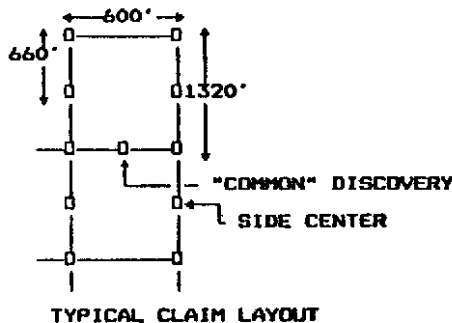 600'
660'
1320'
"COMMON" DISCOVERY
SIDE CENTER
TYPICAL CLAIM LAYOUT